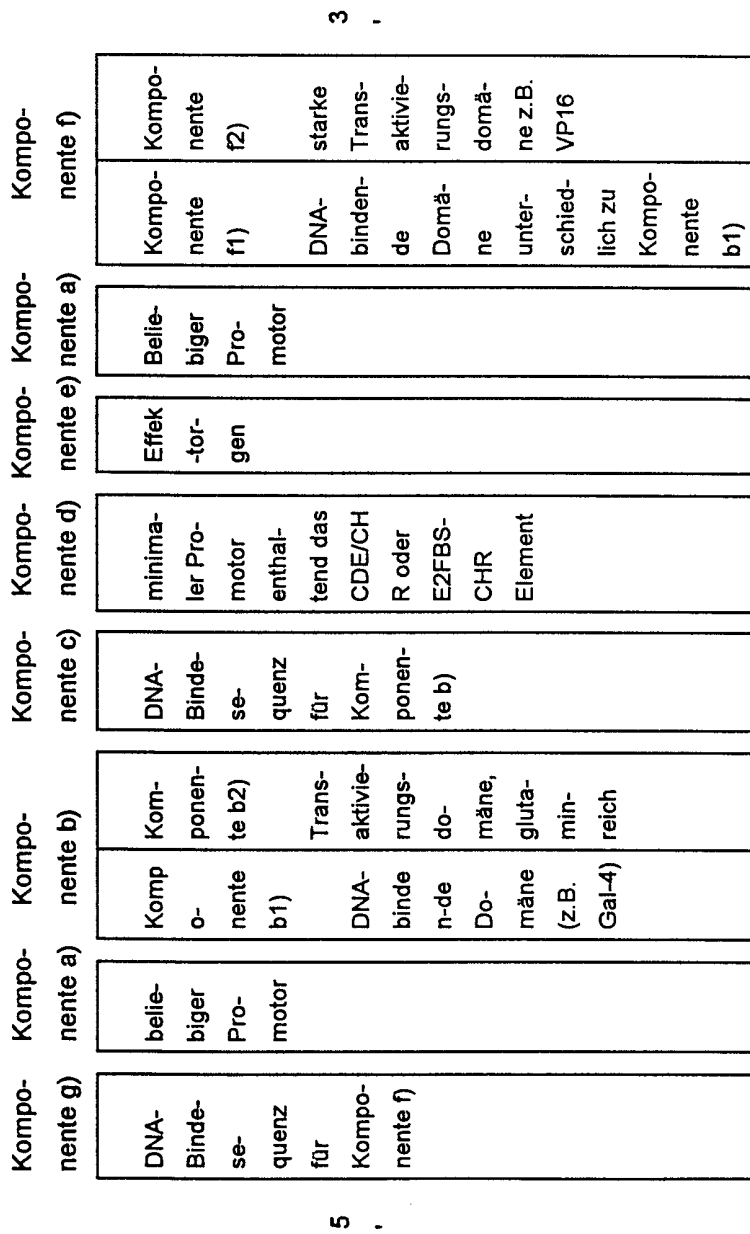 5'
Kompo-
nente g)
DNA-
Binde-
se-
quenz
für
Kompo-
nente f)
Kompo-
nente a)
belie-
biger
Pro-
motor
Kompo-
nente b)
Komp
o-
nente
b1)
DNA-
binde
n-de
Do-
mäne
(z.B.
Gal-4)
Kom-
ponen-
te b2)
Trans-
aktivie-
rungs-
do-
mäne,
gluta-
min-
reich
Kompo-
nente c)
DNA-
Binde-
se-
quenz
für
Kom-
ponen-
te b)
Kompo-
nente d)
minima-
ler Pro-
motor
enthal-
tend das
CDE/CH
R oder
E2FBS-
CHR
Element
Kompo-
nente e)
Effek
-tor-
gen
Kompo-
nente a)
Belie-
biger
Pro-
motor
Kompo-
nente f)
Kompo-
nente
f1)
DNA-
binden-
de
Domä-
ne
unter-
schied-
lich zu
Kompo-
nente
b1)
Kompo-
nente
f2)
starke
Trans-
aktivie-
rungs-
domä-
ne z.B.
VP16
3'